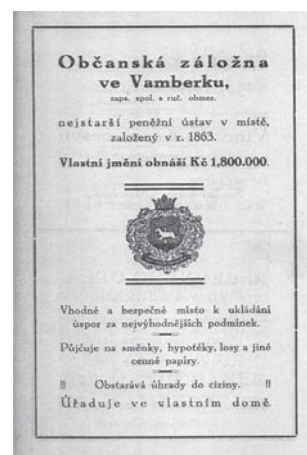 Občanská záložna
ve Vamberku,
zaps. spol. s ruč. obmez.
nejstarší peněžní ústav v místě,
založený v r. 1863.
Vlastní jmění obnáší Kč 1,800.000.
Vhodné a bezpečné místo k ukládání
úspor za nejvýhodnějších podmínek.
Půjčuje na směnky, hypotéky, losy a jiné
cenné papíry.
!! Obstarává úhrady do ciziny. !!
Úřaduje ve vlastním domě.